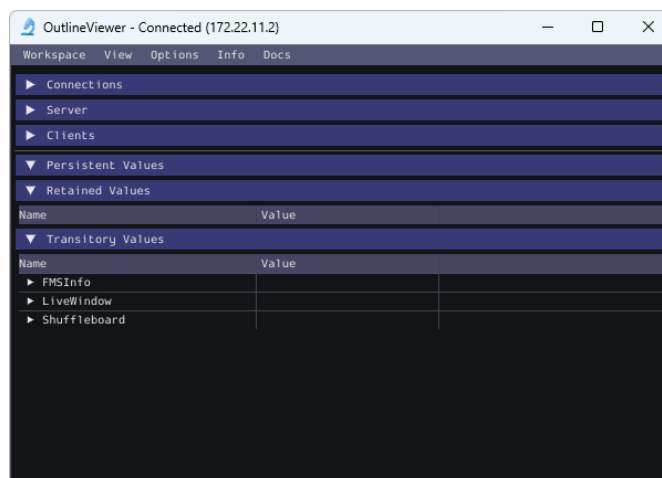 OutlineViewer - Connected (172.22.11.2)
Workspace View Options Info Docs
Connections
Server
Clients
Persistent Values
Retained Values
Name Value
Transitory Values
Name Value
FMSInfo
LiveWindow
Shuffleboard